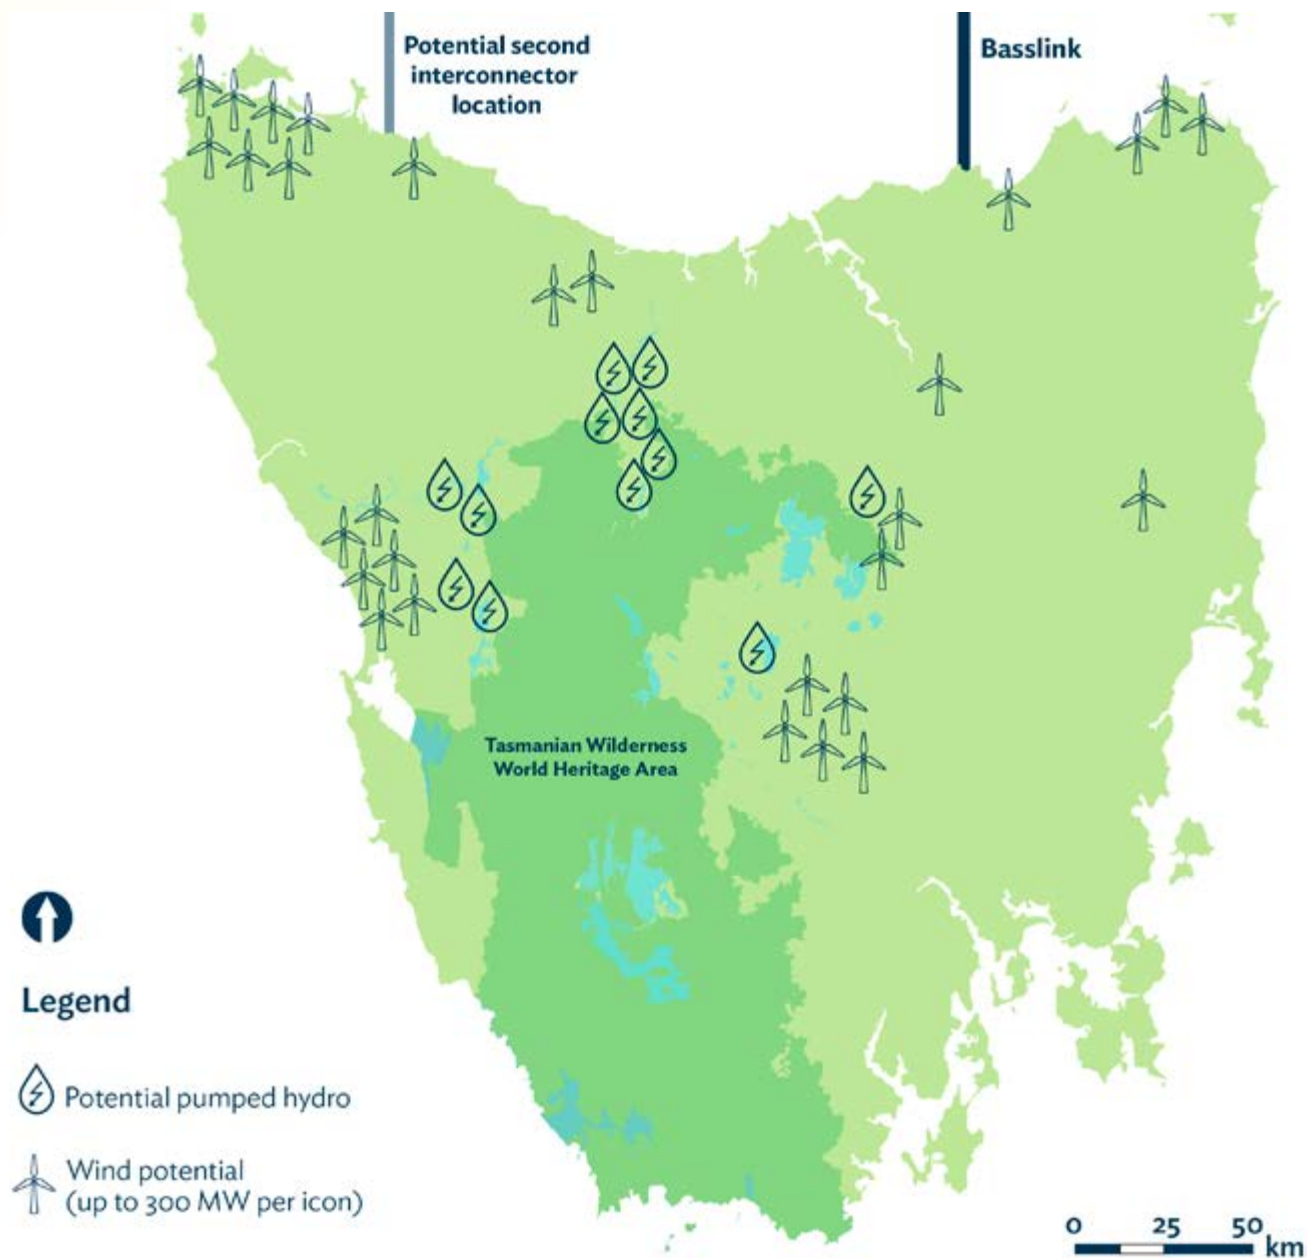 Potential second
interconnector
location
Basslink
Tasmanian Wilderness
World Heritage Area
Legend
Potential pumped hydro
Wind potential
(up to 300 MW per icon)
0 25 50 km